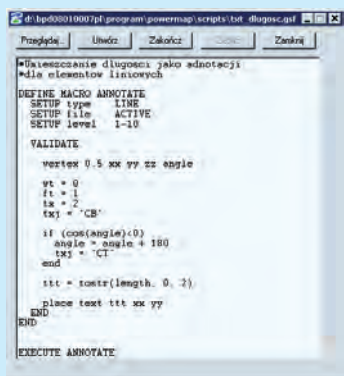 d:\bpd08010007pl\program\powermap\scripts\txt_dlugosc.gsf
Przeglądaj... Utwórz Zakończ Zamknij
*Umieszczanie dlugosci jako adnotacji
*dla elementow liniowych
DEFINE MACRO ANNOTATE
SETUP type LINE
SETUP file ACTIVE
SETUP level 1-10
VALIDATE
vertex 0.5 xx yy zz angle
wt = 0
ft = 1
tx = 2
txj = 'CB'
if (cos(angle)<0)
angle = angle + 180
txj = 'CT'
end
ttt = tostr(length, 0, 2)
place text ttt xx yy
END
END
EXECUTE ANNOTATE